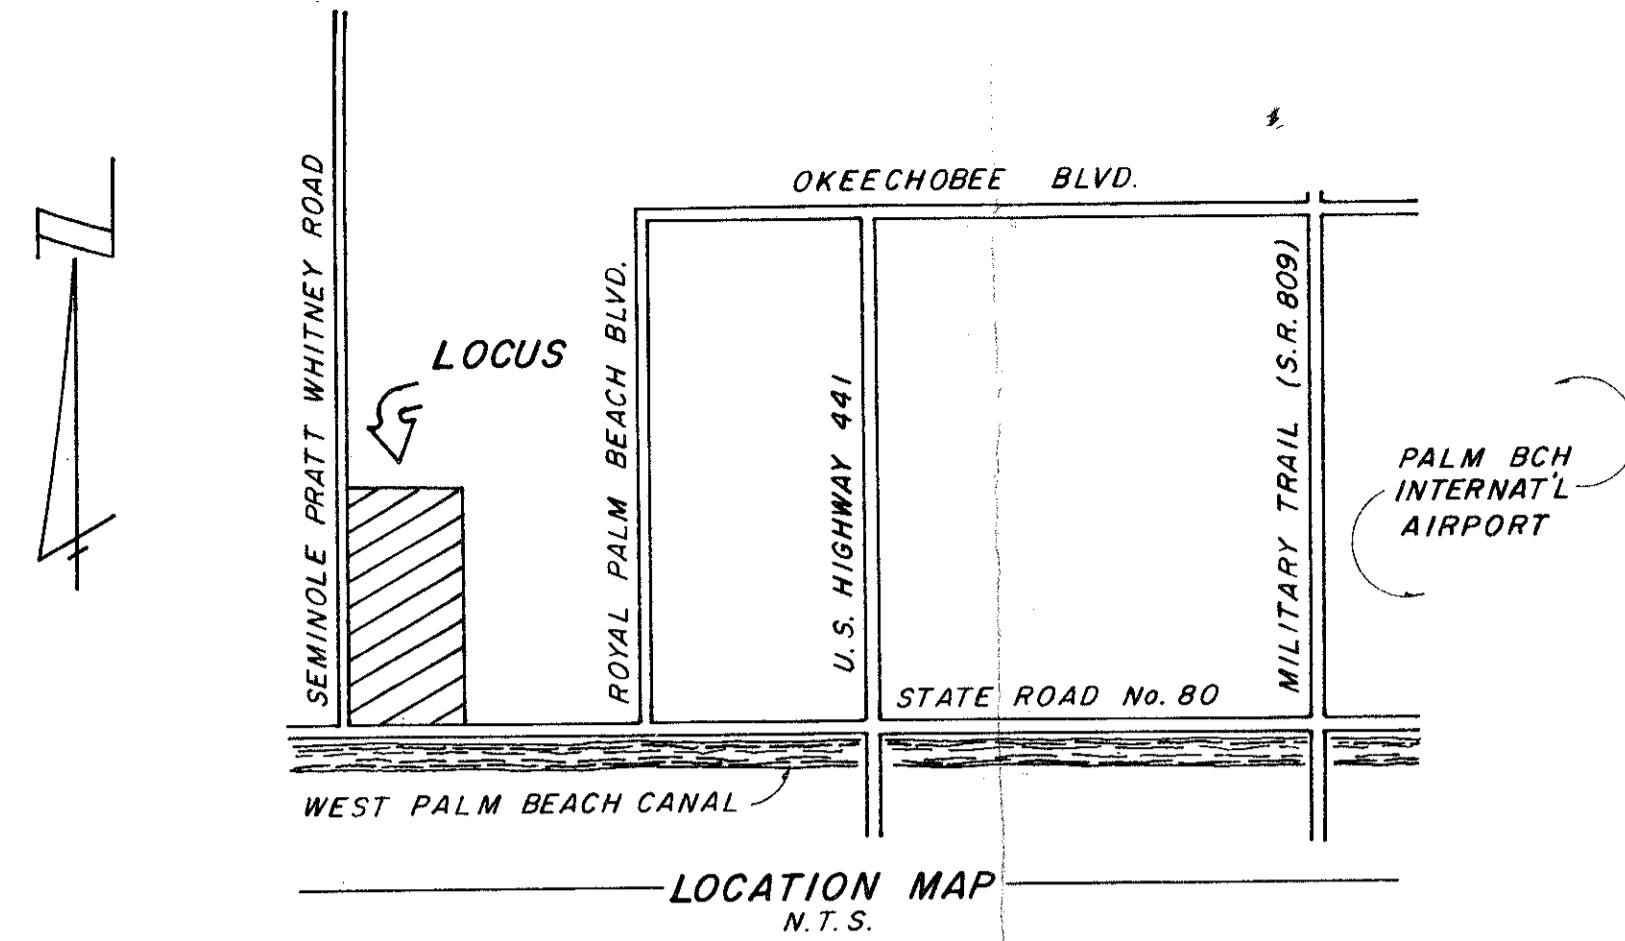 N
OKEECHOBEE BLVD.
SEMINOLE PRATT WHITNEY ROAD
LOCUS
ROYAL PALM BEACH BLVD.
U.S. HIGHWAY 441
MILITARY TRAIL (S.R. 809)
PALM BCH
INTERNAT'L
AIRPORT
STATE ROAD No. 80
WEST PALM BEACH CANAL
LOCATION MAP
N.T.S.